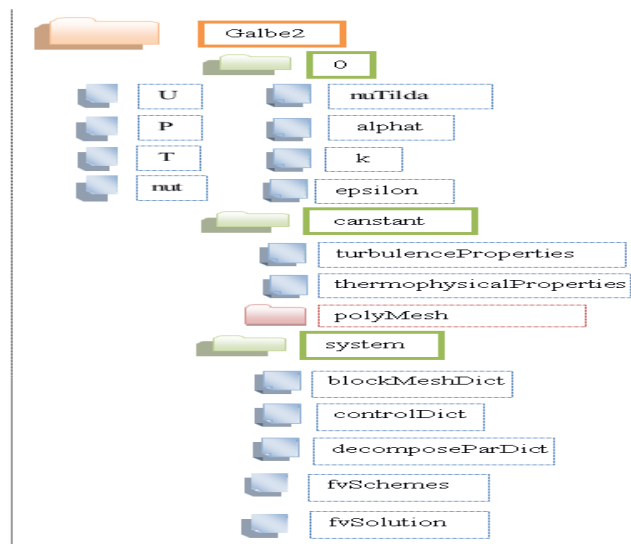 Galbe2
0
U nuTilda
P alphat
T k
nut epsilon
canstant
turbulenceProperties
thermophysicalProperties
polyMesh
system
blockMeshDict
controlDict
decomposeParDict
fvSchemes
fvSolution